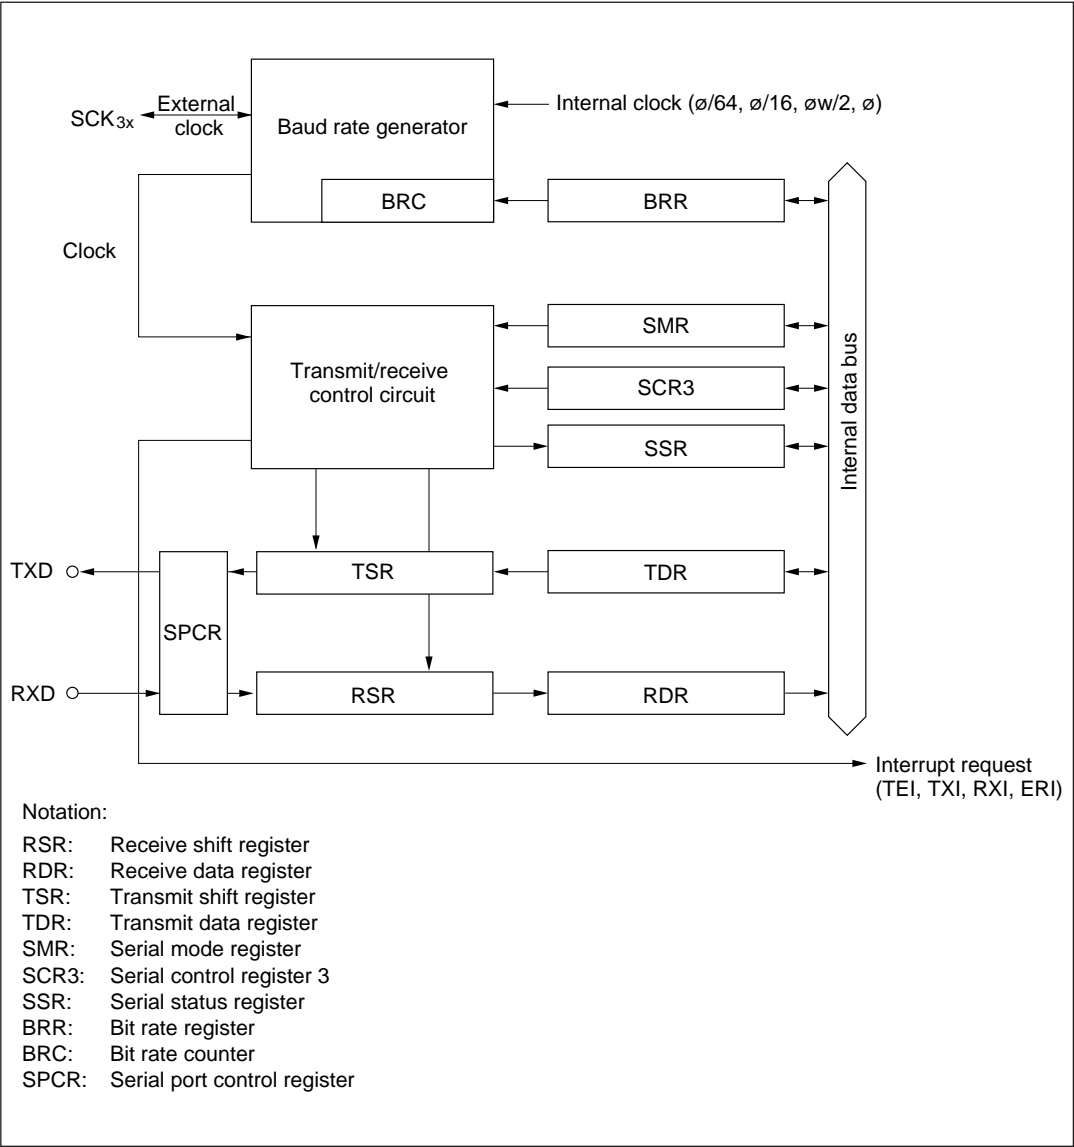 External
clock
SCK3x
Baud rate generator
Internal clock (ø/64, ø/16, øw/2, ø)
BRC
BRR
Clock
Transmit/receive
control circuit
SMR
SCR3
SSR
Internal data bus
TXD
TSR
TDR
SPCR
RXD
RSR
RDR
Interrupt request
(TEI, TXI, RXI, ERI)
Notation:
RSR: Receive shift register
RDR: Receive data register
TSR: Transmit shift register
TDR: Transmit data register
SMR: Serial mode register
SCR3: Serial control register 3
SSR: Serial status register
BRR: Bit rate register
BRC: Bit rate counter
SPCR: Serial port control register